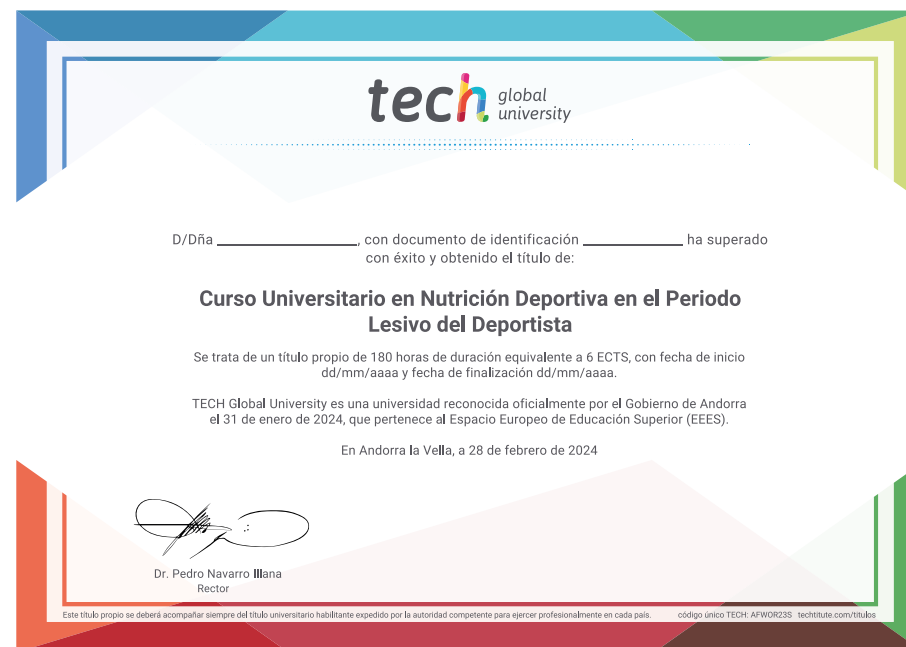 tech global university
D/Dña ____________________, con documento de identificación ______________ ha superado
con éxito y obtenido el título de:
Curso Universitario en Nutrición Deportiva en el Periodo
Lesivo del Deportista
Se trata de un título propio de 180 horas de duración equivalente a 6 ECTS, con fecha de inicio
dd/mm/aaaa y fecha de finalización dd/mm/aaaa.
TECH Global University es una universidad reconocida oficialmente por el Gobierno de Andorra
el 31 de enero de 2024, que pertenece al Espacio Europeo de Educación Superior (EEES).
En Andorra la Vella, a 28 de febrero de 2024
Dr. Pedro Navarro Illana
Rector
Este título propio se deberá acompañar siempre del título universitario habilitante expedido por la autoridad competente para ejercer profesionalmente en cada país. código único TECH: AFWOR23S techtitute.com/titulos